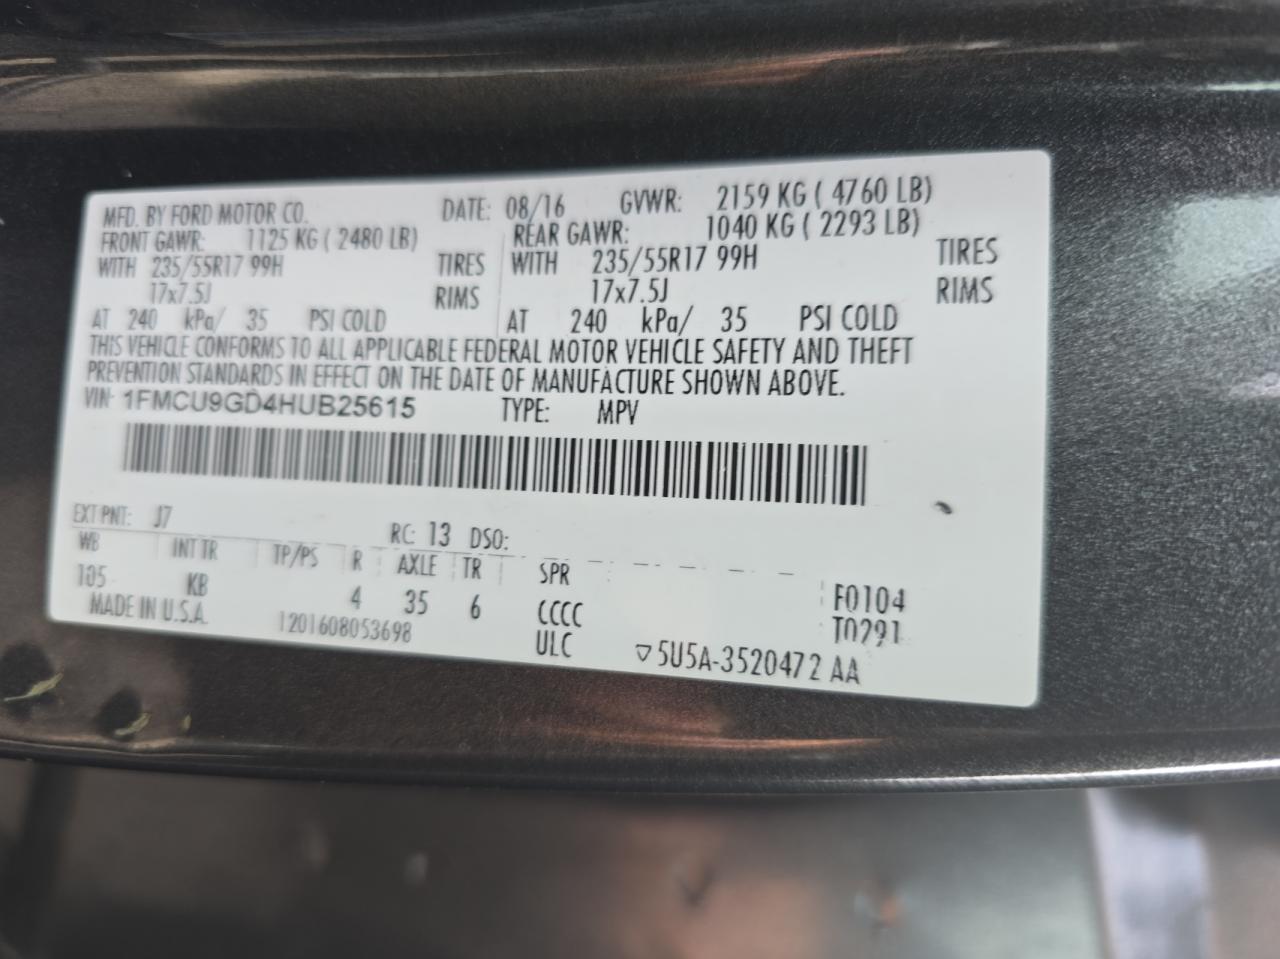 MFD. BY FORD MOTOR CO. DATE: 08/16 GVWR: 2159 KG ( 4760 LB)
FRONT GAWR: 1125 KG ( 2480 LB) REAR GAWR: 1040 KG ( 2293 LB)
WITH 235/55R17 99H TIRES WITH 235/55R17 99H TIRES
17x7.5J RIMS 17x7.5J RIMS
AT 240 kPa/ 35 PSI COLD AT 240 kPa/ 35 PSI COLD
THIS VEHICLE CONFORMS TO ALL APPLICABLE FEDERAL MOTOR VEHICLE SAFETY AND THEFT
PREVENTION STANDARDS IN EFFECT ON THE DATE OF MANUFACTURE SHOWN ABOVE.
VIN: 1FMCU9GD4HUB25615 TYPE: MPV
EXT PNT: J7 RC: 13 DSO:
WB INT TR TP/PS R AXLE TR SPR
105 KB 4 35 6 CCCC F0104
MADE IN U.S.A. 1201608053698 ULC T0291
▽5U5A-3520472 AA